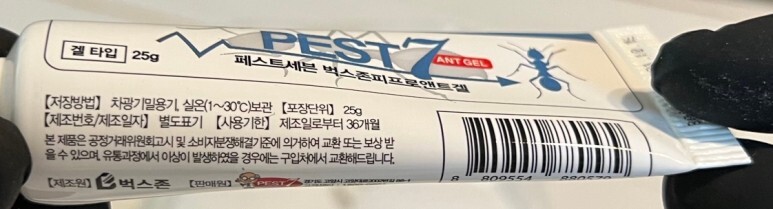 겔 타입 25g
PEST 7
ANT GEL
페스트세븐 벅스존피프로앤트겔
【저장방법】 차광기밀용기, 실온(1~30℃)보관 【포장단위】 25g
【제조번호/제조일자】 별도표기 【사용기한】 제조일로부터 36개월
본 제품은 공정거래위원회고시 및 소비자분쟁해결기준에 의거하여 교환 또는 보상 받
을 수 있으며, 유통과정에서 이상이 발생하였을 경우에는 구입처에서 교환해드립니다.
【제조원】 벅스존 【판매원】 PEST7
8 809554 880579